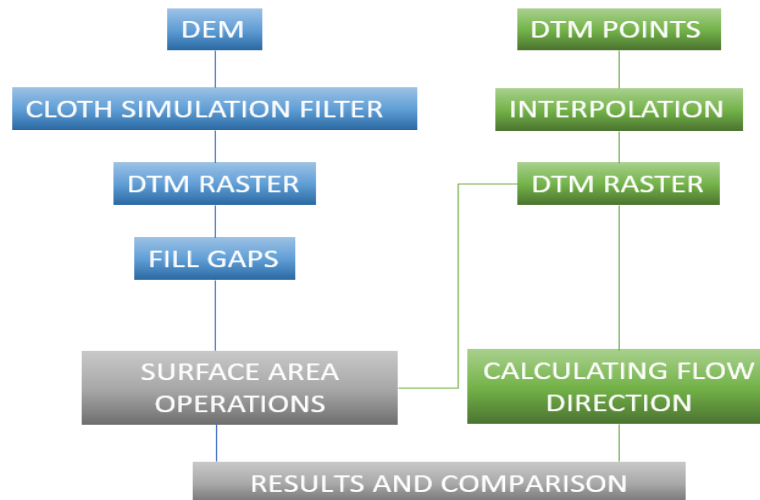 DEM
CLOTH SIMULATION FILTER
DTM RASTER
FILL GAPS
SURFACE AREA
OPERATIONS
DTM POINTS
INTERPOLATION
DTM RASTER
CALCULATING FLOW
DIRECTION
RESULTS AND COMPARISON